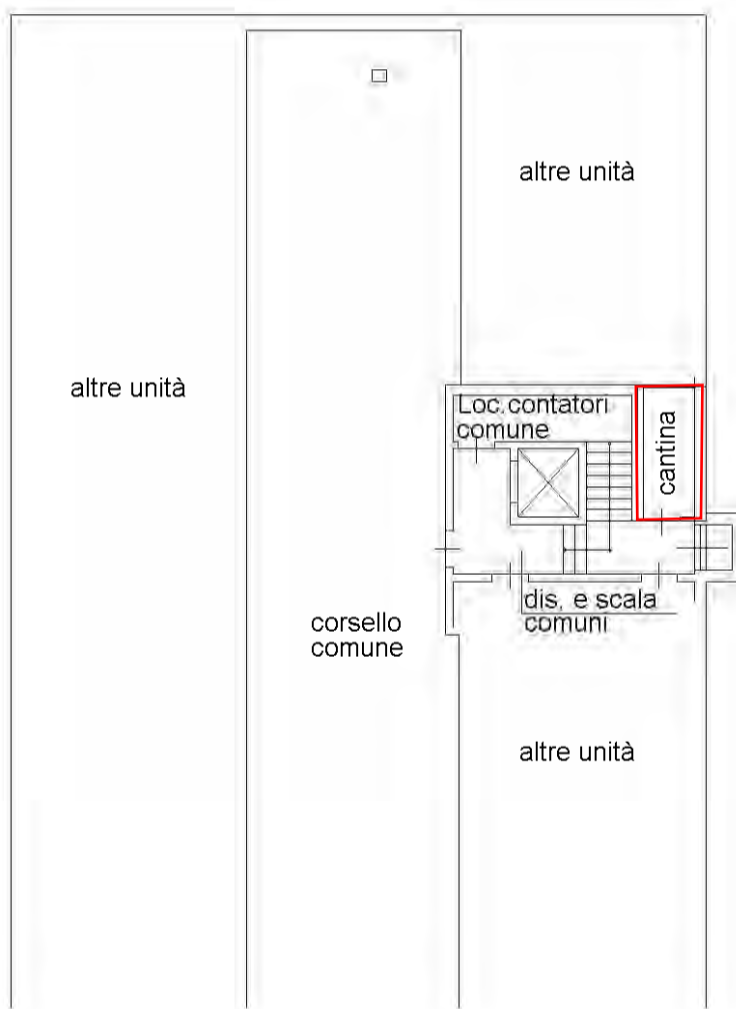 altre unità
altre unità
Loc. contatori
comune
cantina
dis. e scala
comuni
corsello
comune
altre unità